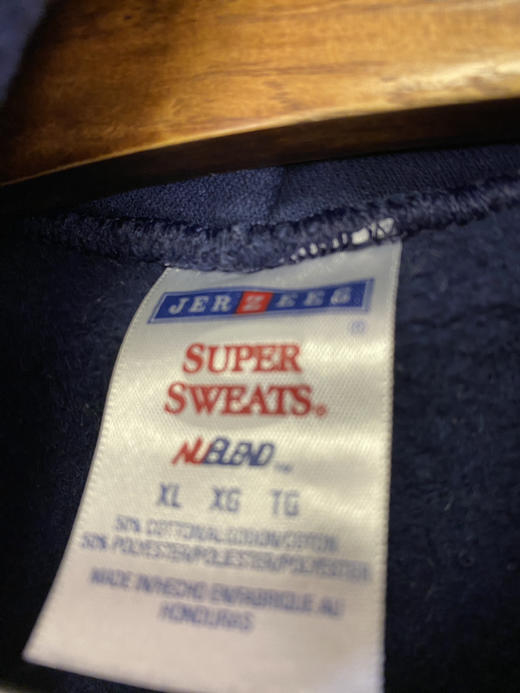 JERZEES®
SUPER
SWEATS®
NUBLEND™
XL XG TG
50% COTTON/ALGODON/COTON
50% POLYESTER/POLIESTER/POLYESTER
MADE IN/HECHO EN/FABRIQUE AU
HONDURAS